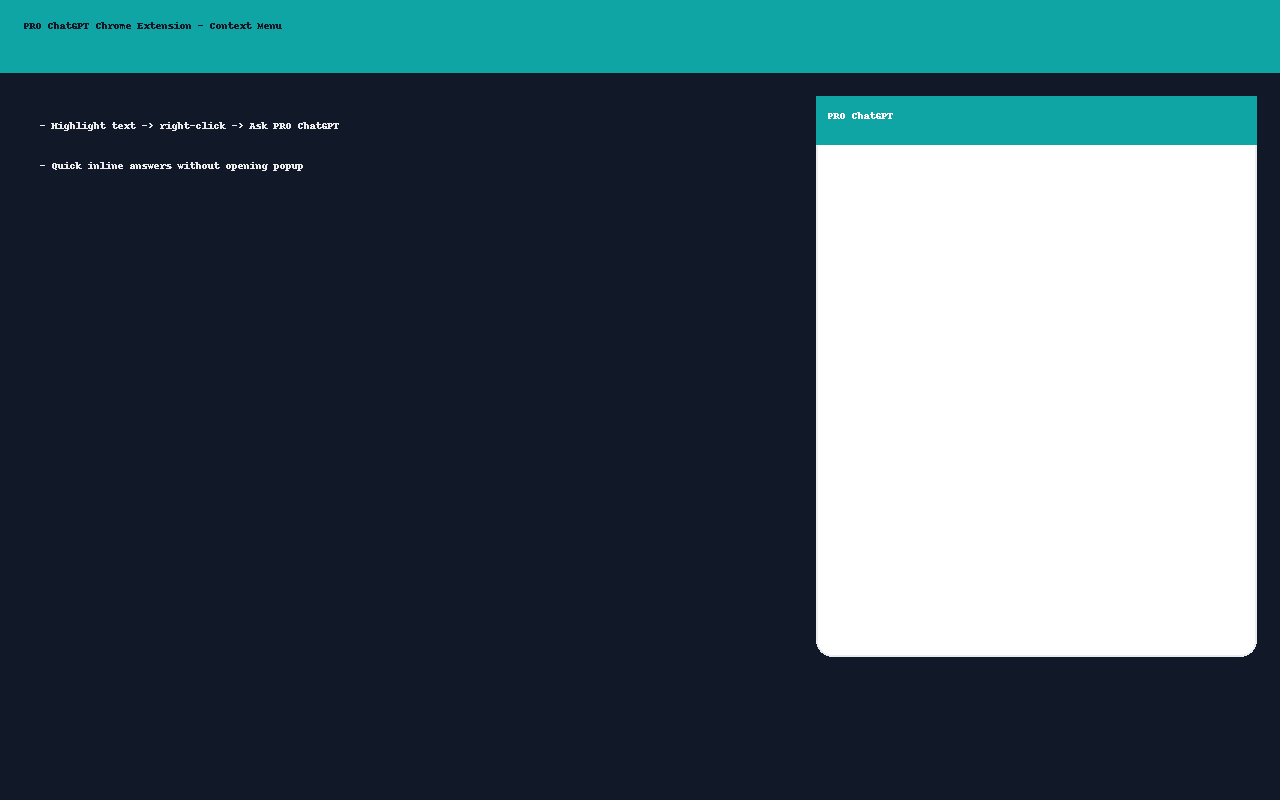 PRO ChatGPT Chrome Extension - Context Menu
- Highlight text -> right-click -> Ask PRO ChatGPT
- Quick inline answers without opening popup
PRO ChatGPT